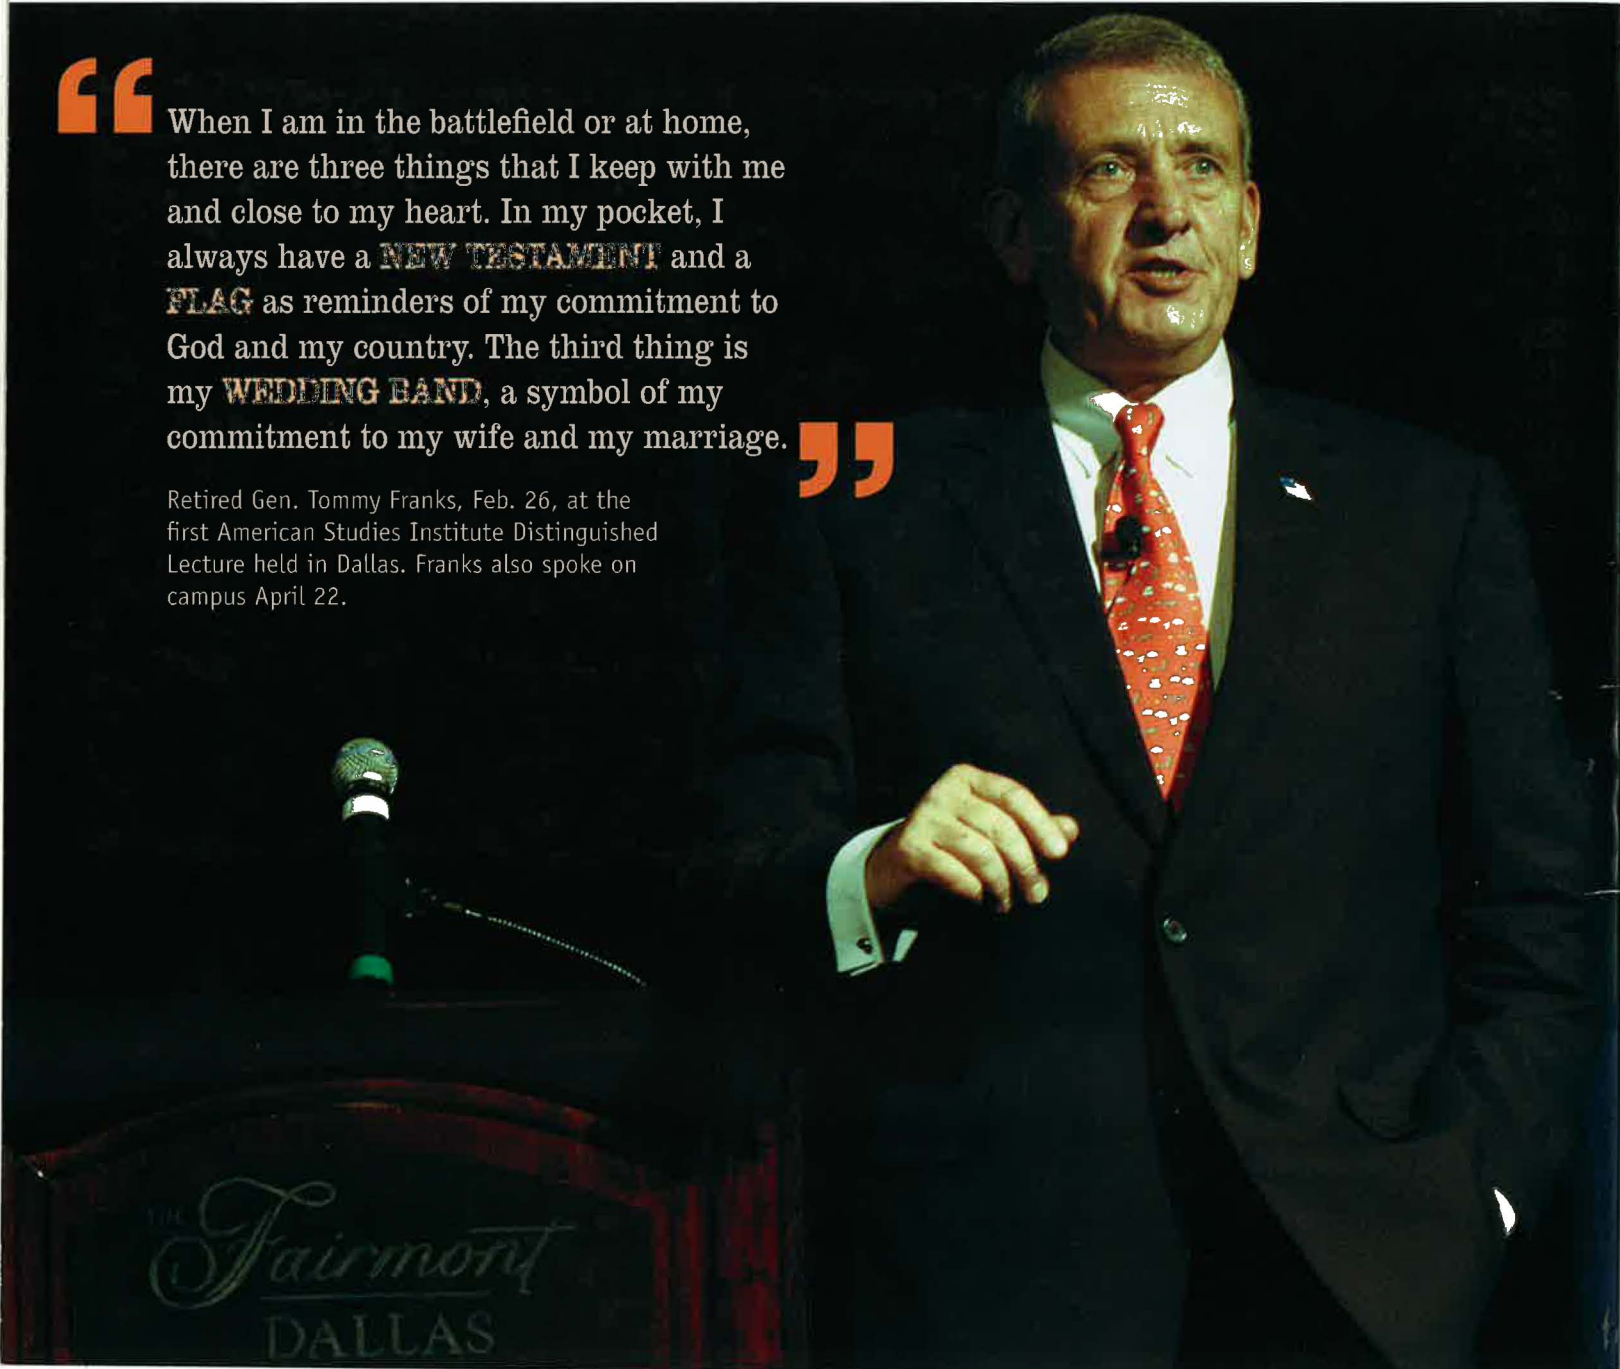 “When I am in the battlefield or at home,
there are three things that I keep with me
and close to my heart. In my pocket, I
always have a NEW TESTAMENT and a
FLAG as reminders of my commitment to
God and my country. The third thing is
my WEDDING BAND, a symbol of my
commitment to my wife and my marriage.”
Retired Gen. Tommy Franks, Feb. 26, at the
first American Studies Institute Distinguished
Lecture held in Dallas. Franks also spoke on
campus April 22.
THE
Fairmont
DALLAS